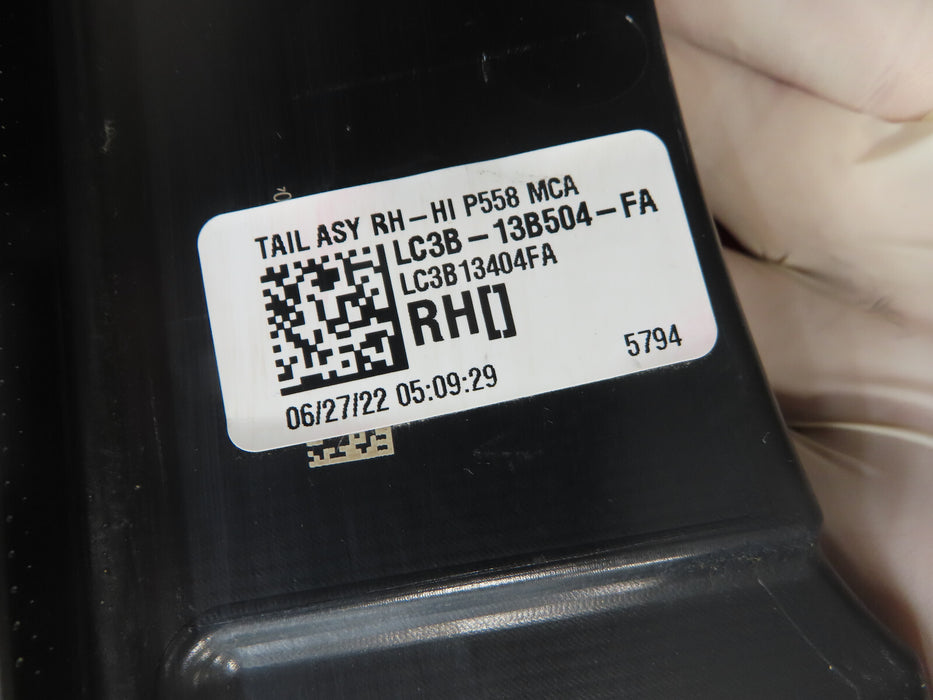 TAIL ASY RH-HI P558 MCA
LC3B-13B504-FA
LC3B13404FA
RH[]
5794
06/27/22 05:09:29